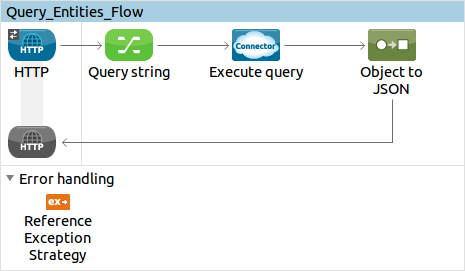 Query_Entities_Flow
HTTP
Connector
HTTP
Query string
Execute query
Object to
JSON
HTTP
Error handling
ex
Reference
Exception
Strategy